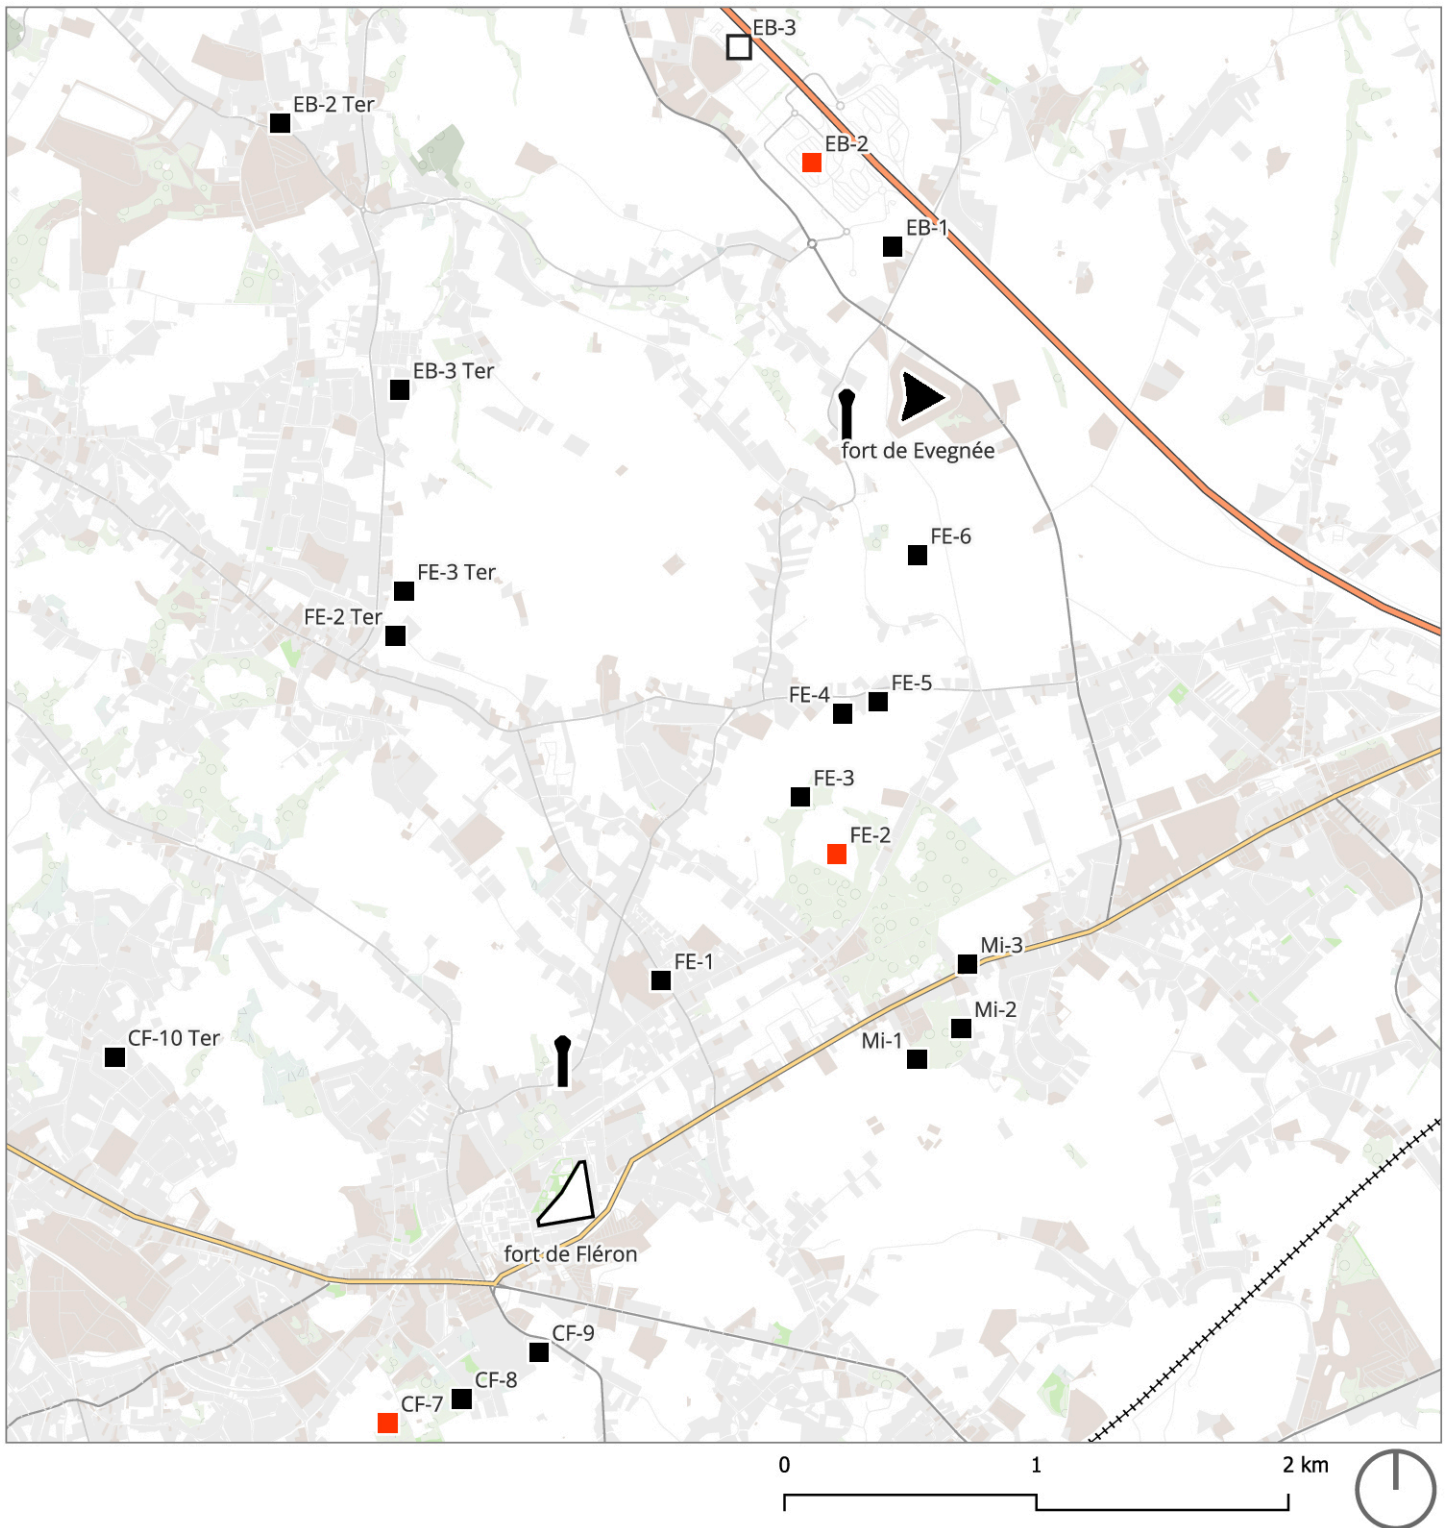 EB-3
EB-2 Ter
EB-2
EB-1
EB-3 Ter
fort de Evegnée
FE-6
FE-3 Ter
FE-2 Ter
FE-5
FE-4
FE-3
FE-2
Mi-3
FE-1
Mi-2
CF-10 Ter
Mi-1
fort de Fléron
CF-9
CF-8
CF-7
0 1 2 km